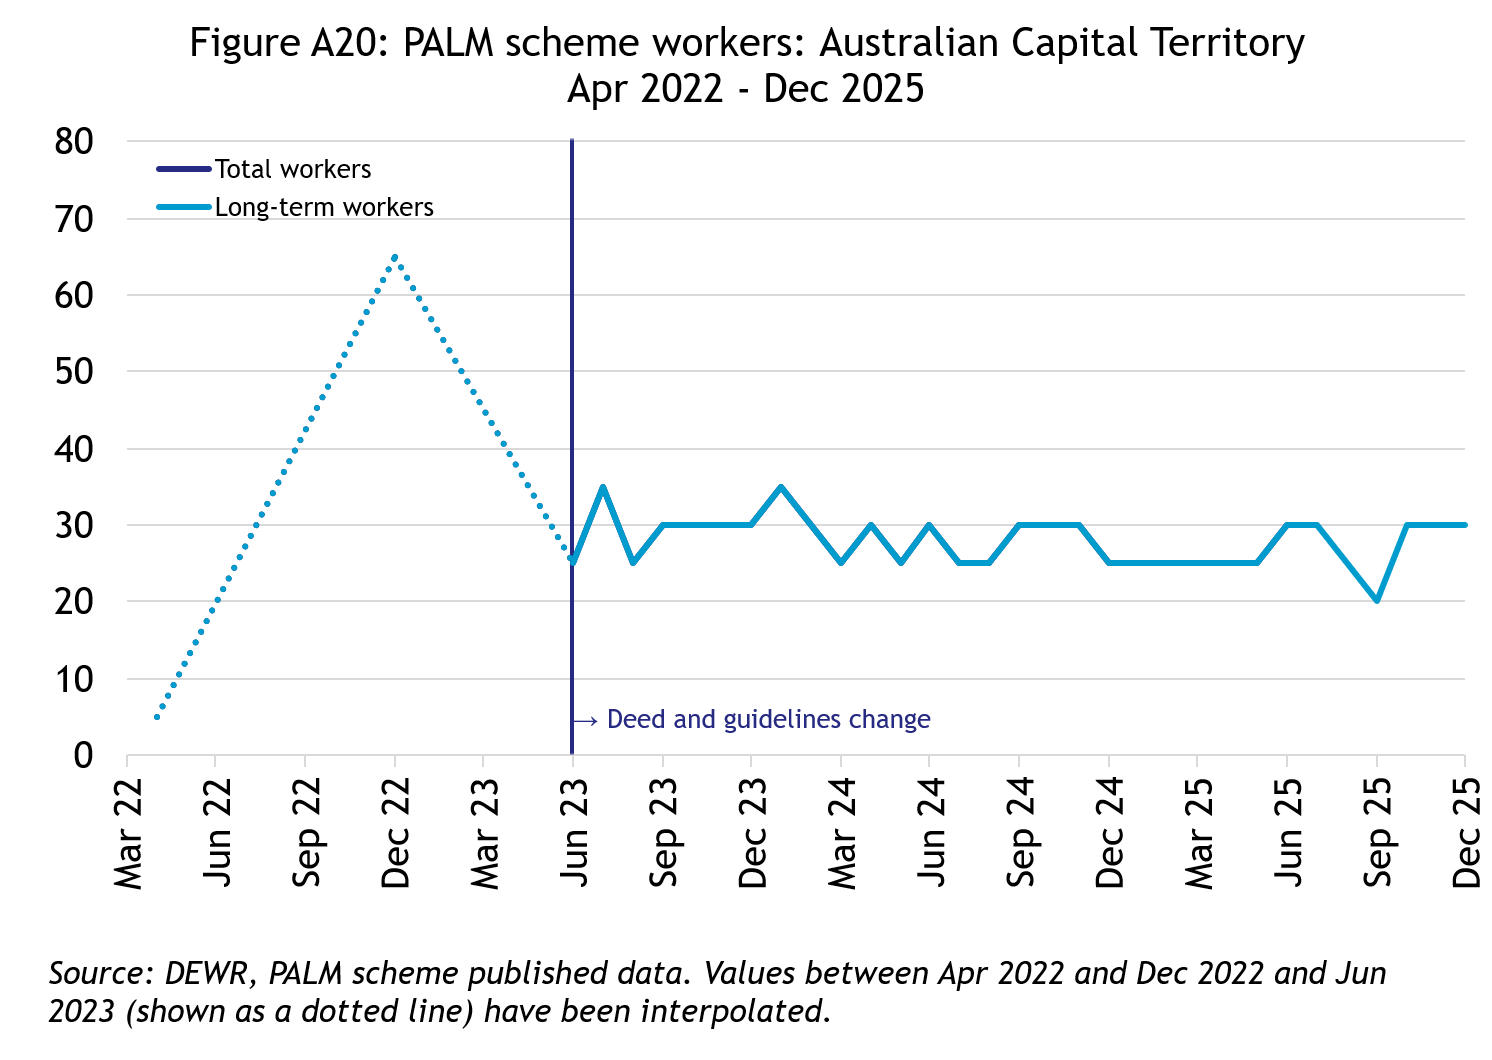 Figure A20: PALM scheme workers: Australian Capital Territory
Apr 2022 - Dec 2025
80
70
60
50
40
30
20
10
0
Total workers
Long-term workers
→ Deed and guidelines change
Mar 22
Jun 22
Sep 22
Dec 22
Mar 23
Jun 23
Sep 23
Dec 23
Mar 24
Jun 24
Sep 24
Dec 24
Mar 25
Jun 25
Sep 25
Dec 25
Source: DEWR, PALM scheme published data. Values between Apr 2022 and Dec 2022 and Jun
2023 (shown as a dotted line) have been interpolated.